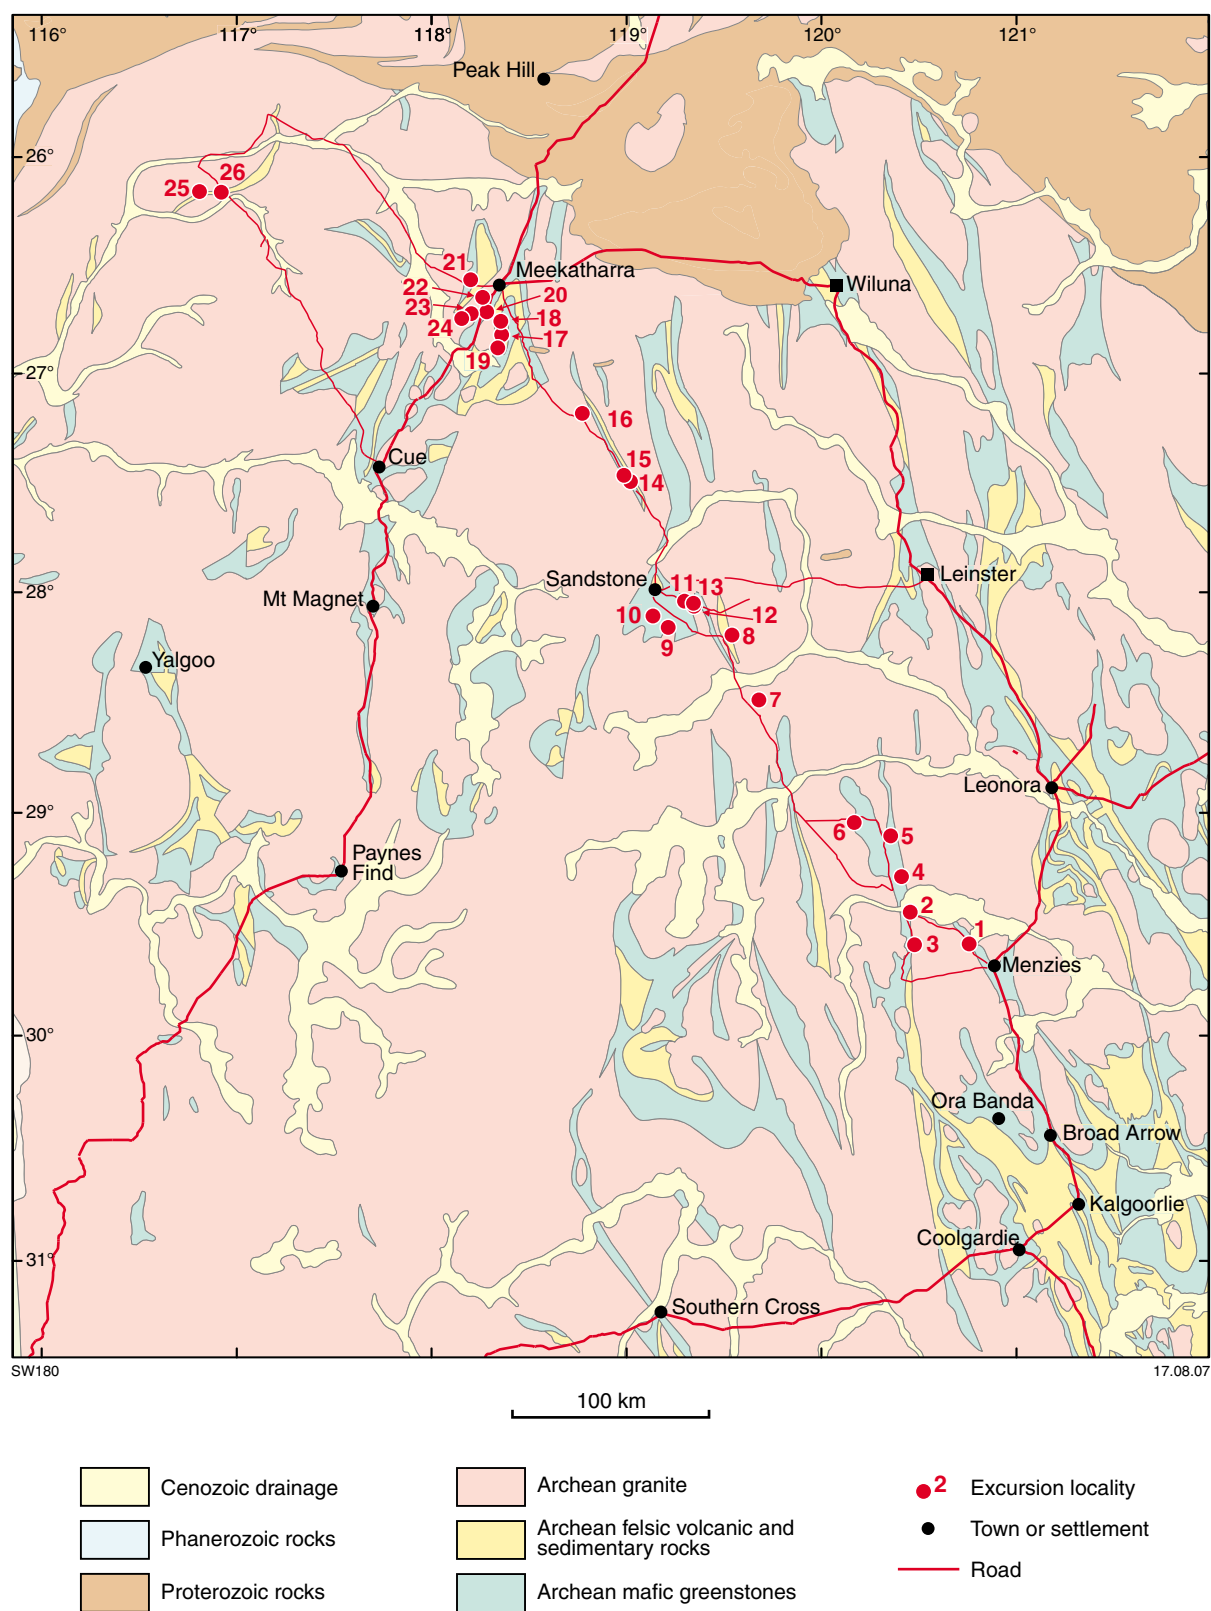 116°
117°
118°
119°
120°
121°
Peak Hill
26°
25
26
21
Meekatharra
22
20
Wiluna
23
18
24
17
19
27°
16
Cue
15
14
Sandstone
11
13
Leinster
28°
Mt Magnet
10
12
8
9
Yalgoo
7
Leonora
29°
6
5
Paynes
Find
4
2
1
3
Menzies
30°
Ora Banda
Broad Arrow
Kalgoorlie
Coolgardie
31°
Southern Cross
SW180
17.08.07
100 km
Cenozoic drainage
Phanerozoic rocks
Proterozoic rocks
Archean granite
Archean felsic volcanic and
sedimentary rocks
Archean mafic greenstones
2
Excursion locality
Town or settlement
Road